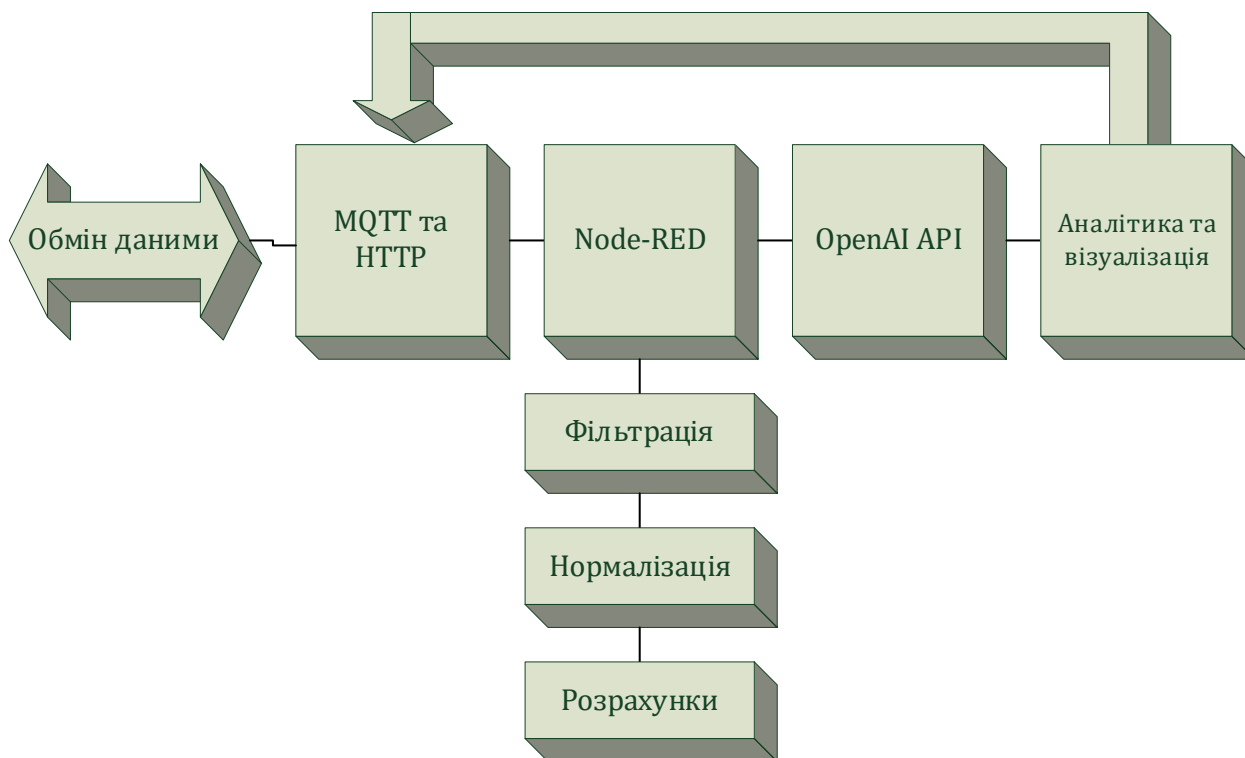 Обмін даними
MQTT та
HTTP
Node-RED
OpenAI API
Аналітика та
візуалізація
Фільтрація
Нормалізація
Розрахунки